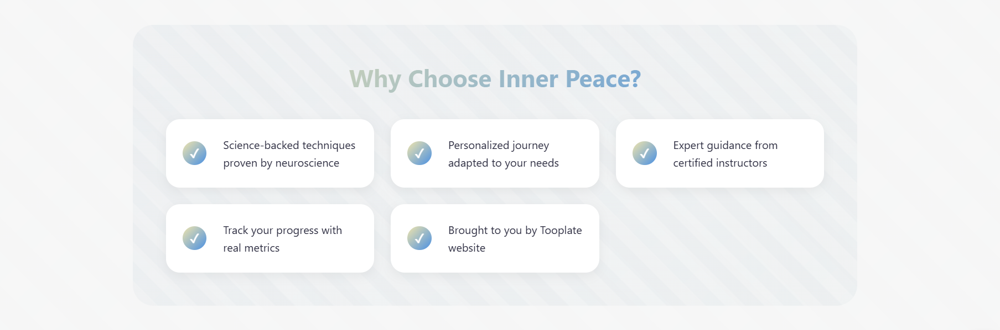 Why Choose Inner Peace?
✓ Science-backed techniques
proven by neuroscience
✓ Personalized journey
adapted to your needs
✓ Expert guidance from
certified instructors
✓ Track your progress with
real metrics
✓ Brought to you by Tooplate
website